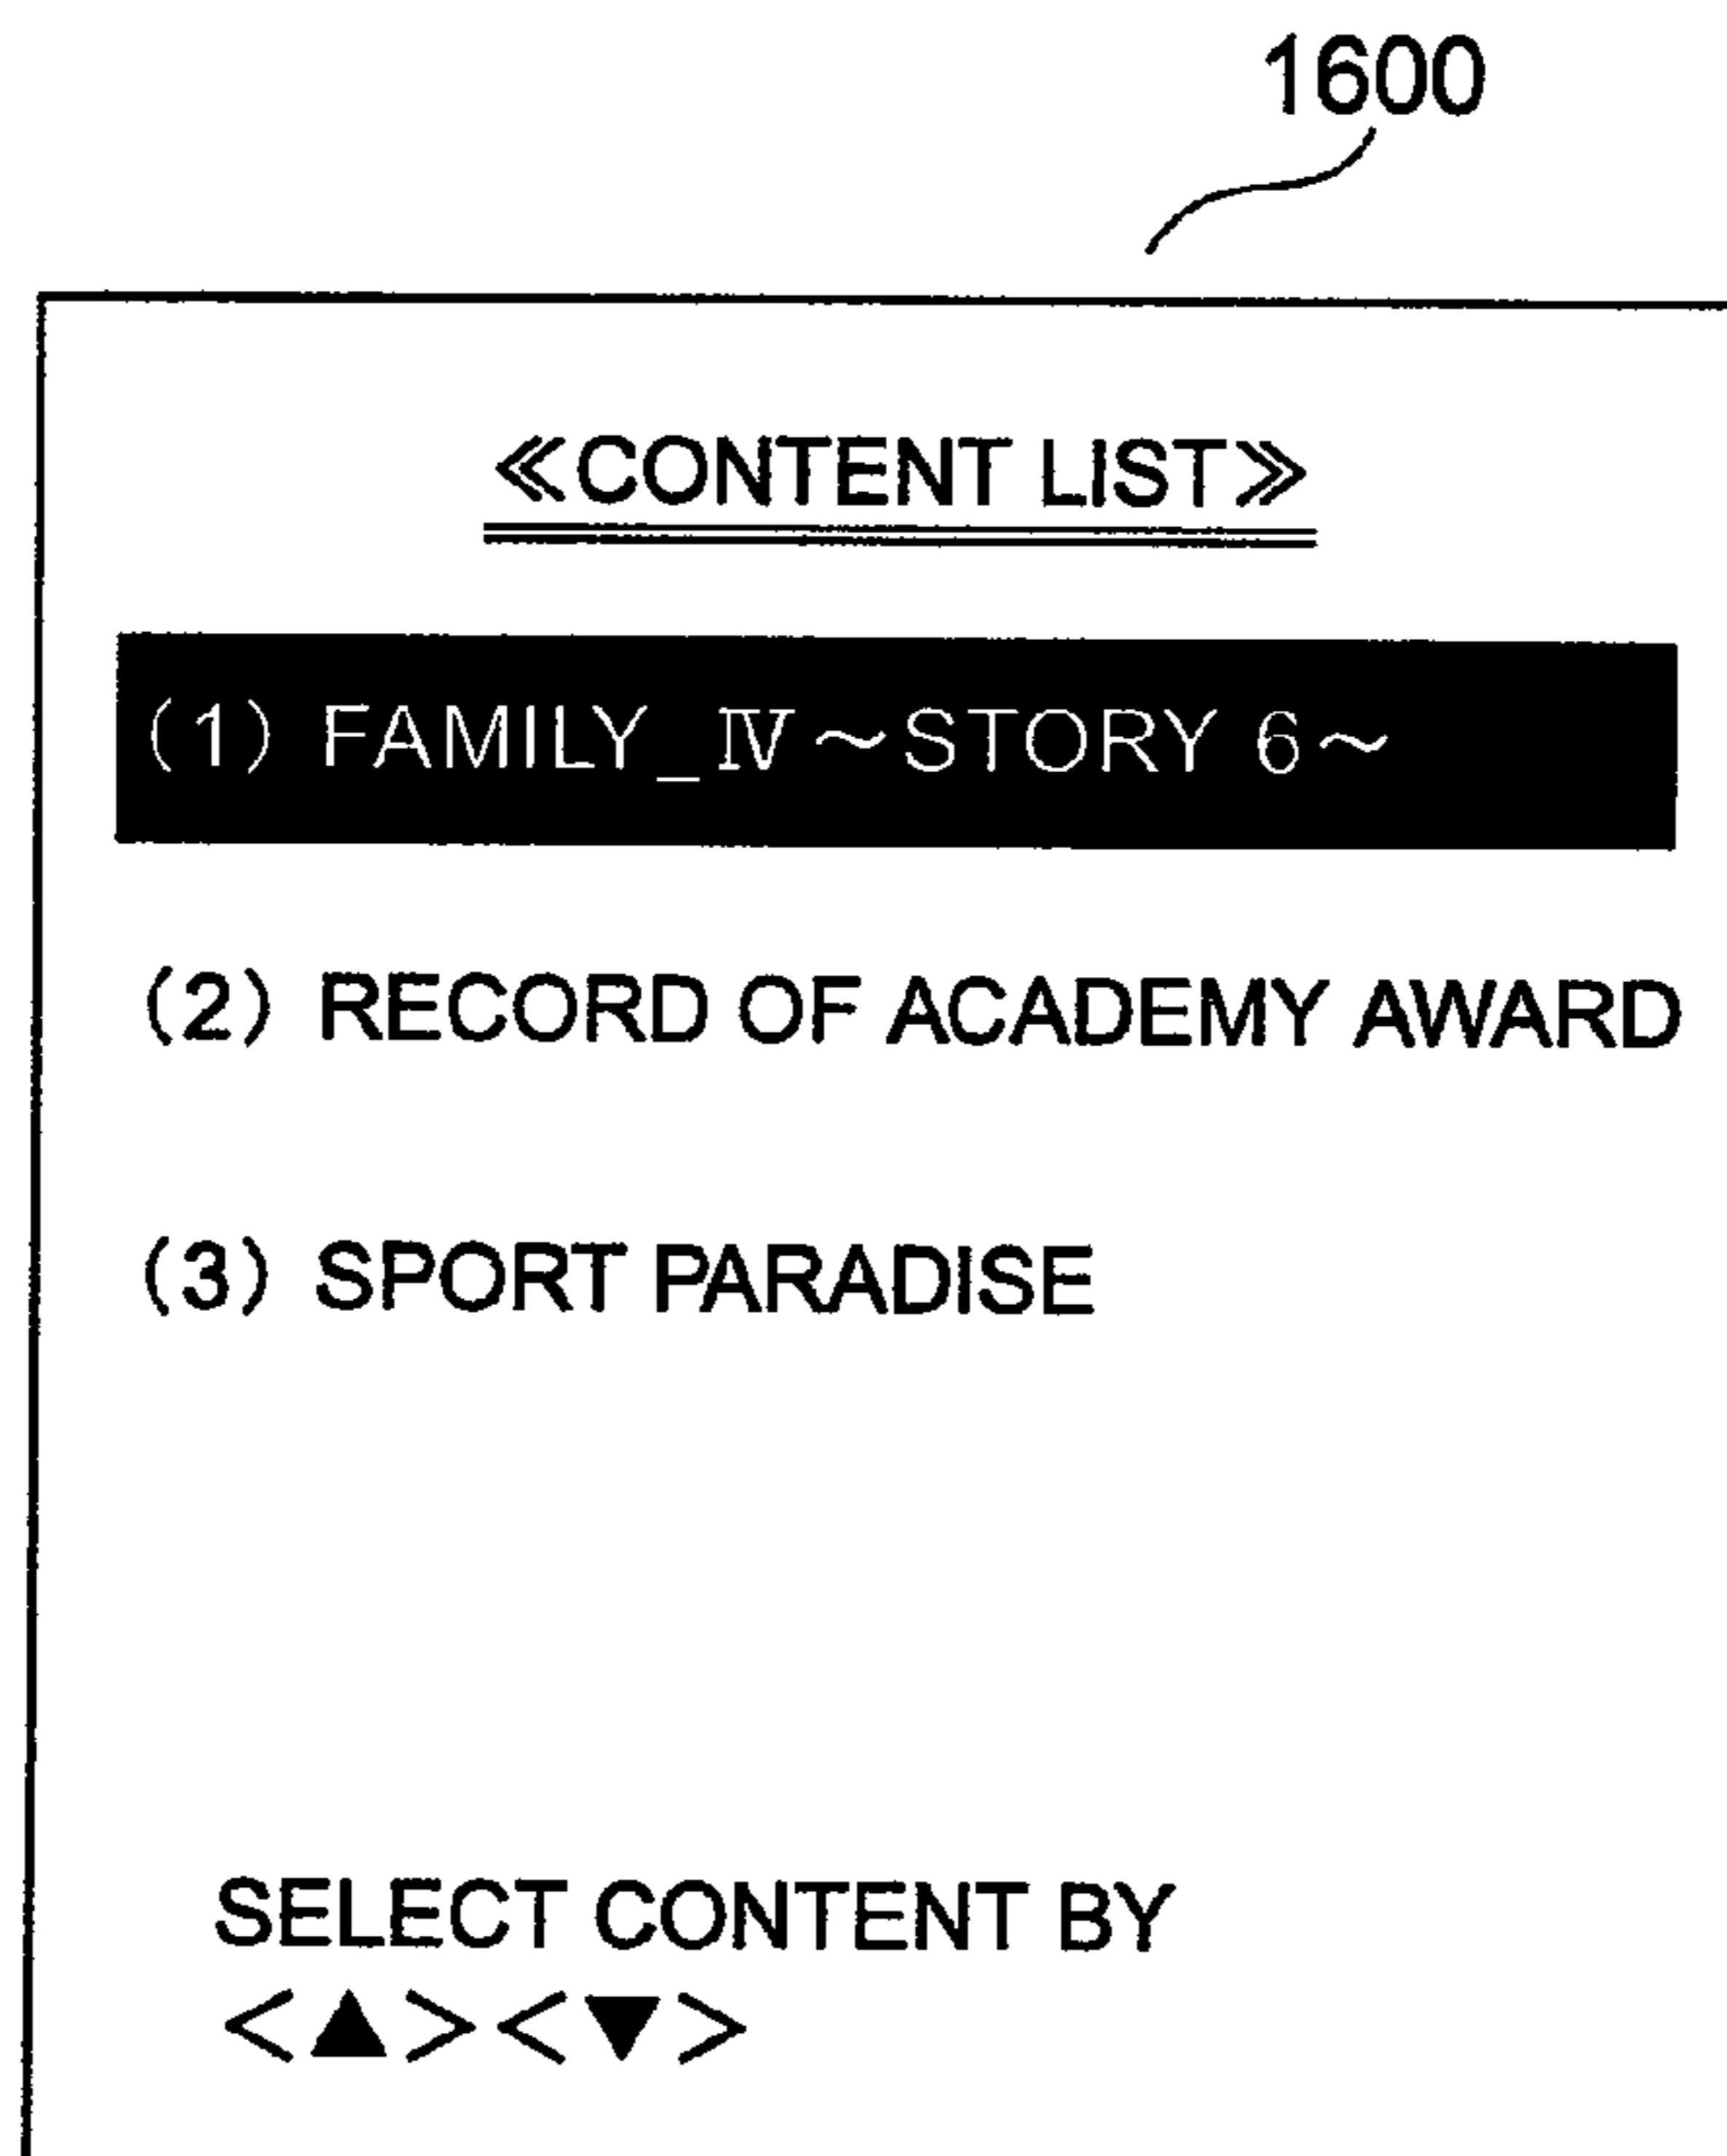 1600
≪CONTENT LIST≫
(1) FAMILY_Ⅳ～STORY 6～
(2) RECORD OF ACADEMY AWARD
(3) SPORT PARADISE
SELECT CONTENT BY
<▲><▼>